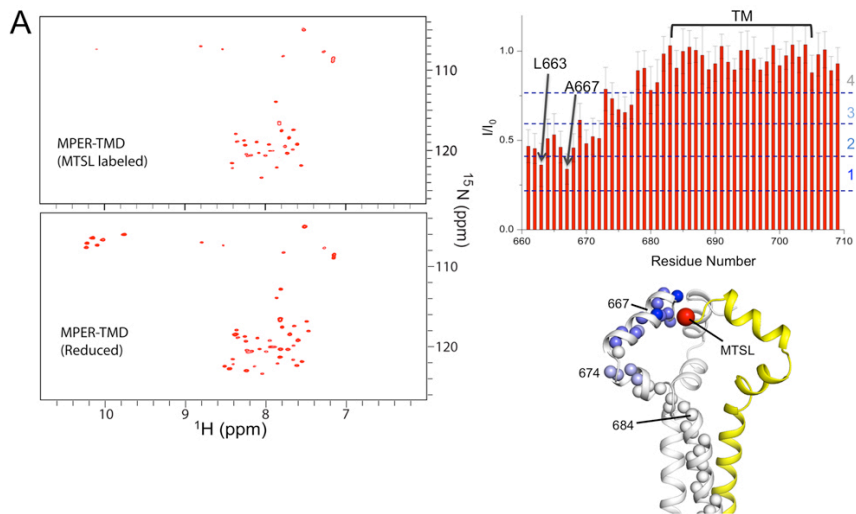 A
MPER-TMD
(MTSL labeled)
110
120
15N (ppm)
MPER-TMD
(Reduced)
110
120
10
9
8
7
1H (ppm)
TM
L663
A667
1.0
0.5
0.0
I/I0
4
3
2
1
660
670
680
690
700
710
Residue Number
667
MTSL
674
684